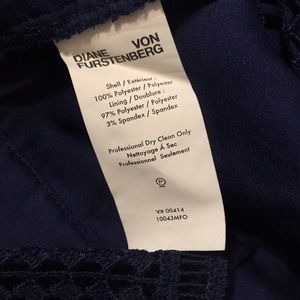 DIANE VON
FURSTENBERG
Shell / Extérieur :
100% Polyester / Polyester
Lining / Doublure :
97% Polyester / Polyester
3% Spandex / Spandex
Professional Dry Clean Only
Nettoyage À Sec
Professionnel Seulement
P
VR 00414
10043MFO